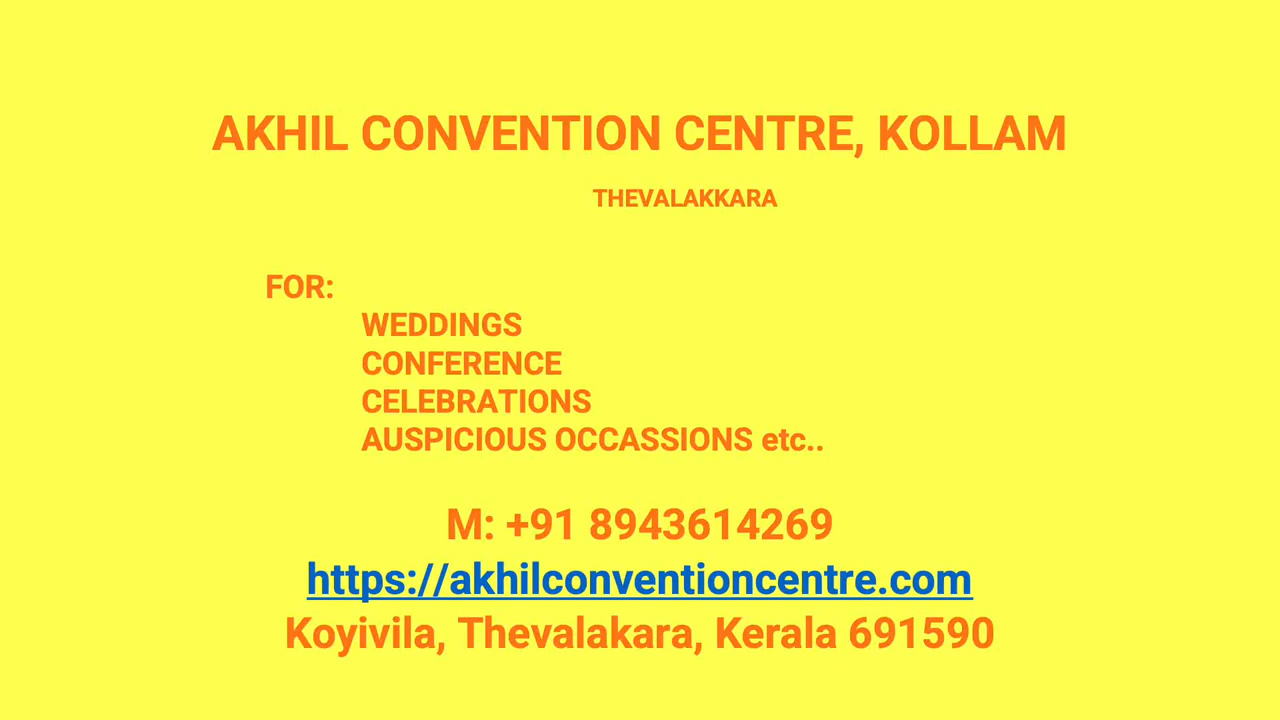 AKHIL CONVENTION CENTRE, KOLLAM
THEVALAKKARA
FOR:
WEDDINGS
CONFERENCE
CELEBRATIONS
AUSPICIOUS OCCASSIONS etc..
M: +91 8943614269
https://akhilconventioncentre.com
Koyivila, Thevalakara, Kerala 691590